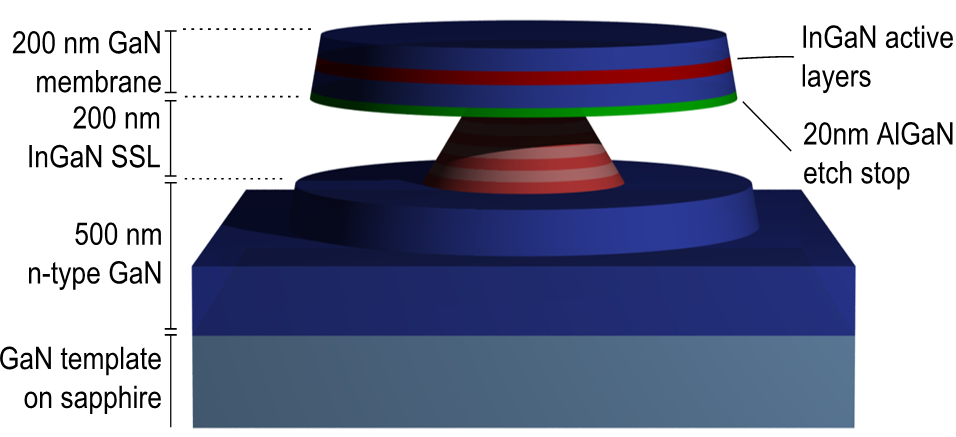 200 nm GaN
membrane
200 nm
InGaN SSL
500 nm
n-type GaN
GaN template
on sapphire
InGaN active
layers
20nm AlGaN
etch stop